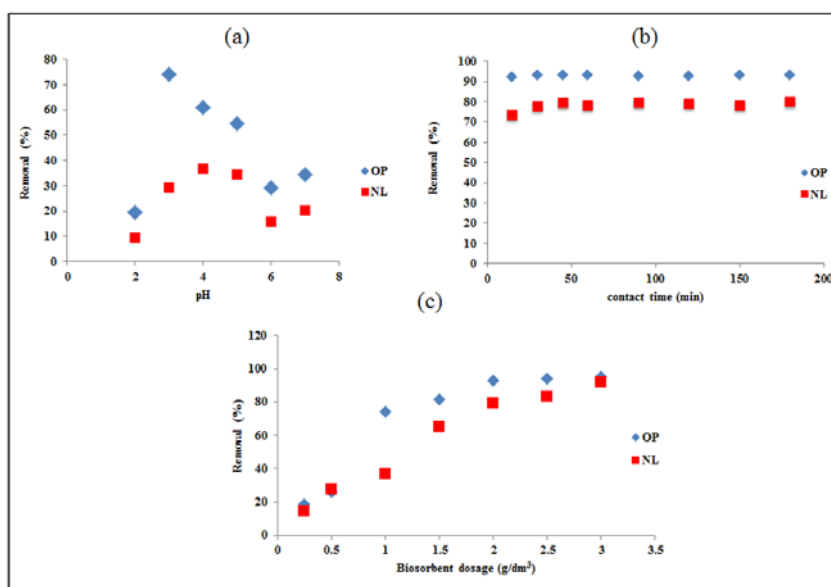 (a)
80
70
60
50
40
30
20
10
0
Removal (%)
0 2 4 6 8
pH
OP
NL
(b)
100
90
80
70
60
50
40
30
20
10
0
Removal (%)
0 50 100 150 200
contact time (min)
OP
NL
(c)
120
100
80
60
40
20
0
Removal (%)
0 0.5 1 1.5 2 2.5 3 3.5
Biosorbent dosage (g/dm³)
OP
NL